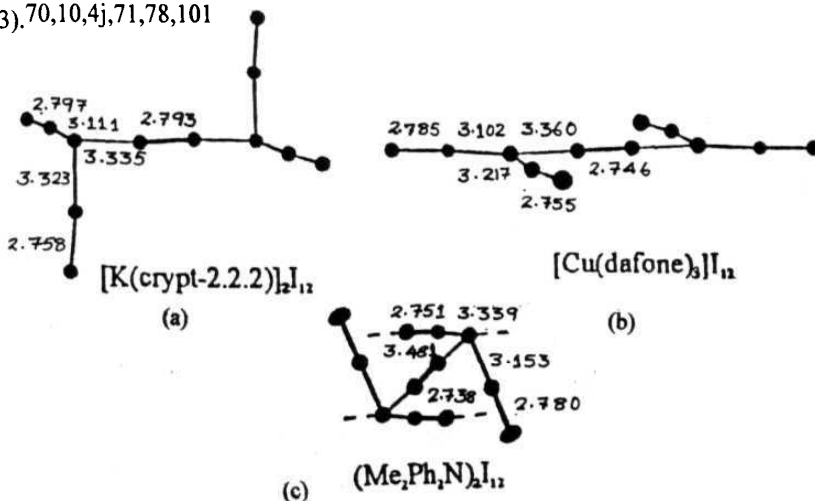 3).70,10,4j,71,78,101
2.797
3.111
2.793
3.335
3.323
2.758
[K(crypt-2.2.2)]₂I₁₂
(a)
2.785
3.102
3.360
3.217
2.746
2.755
[Cu(dafone)₃]I₁₂
(b)
2.751
3.339
3.481
3.153
2.738
2.780
(c)
(Me₂Ph₂N)₂I₁₂